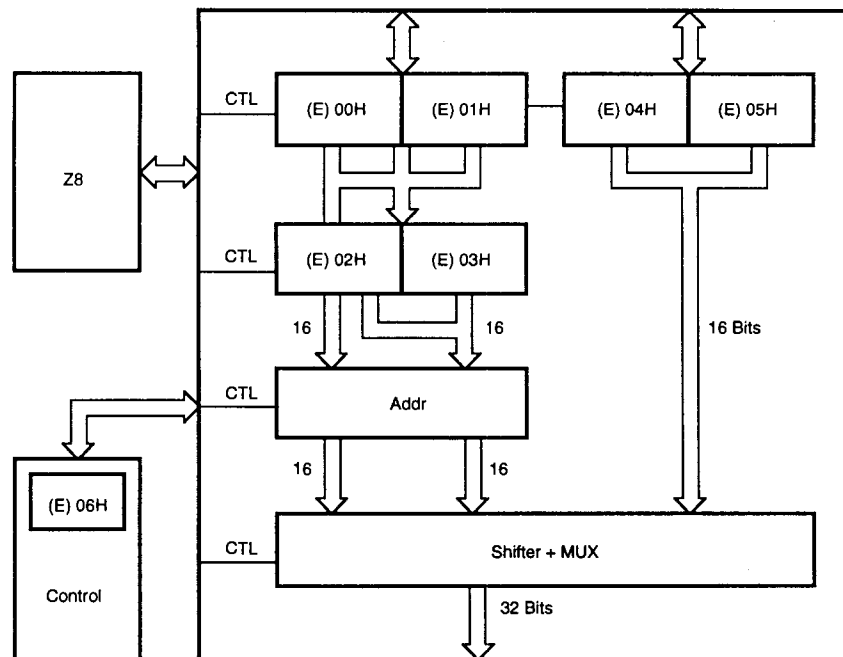 CTL
(E) 00H
(E) 01H
(E) 04H
(E) 05H
Z8
CTL
(E) 02H
(E) 03H
16
16
16 Bits
CTL
Addr
16
16
(E) 06H
CTL
Shifter + MUX
Control
32 Bits